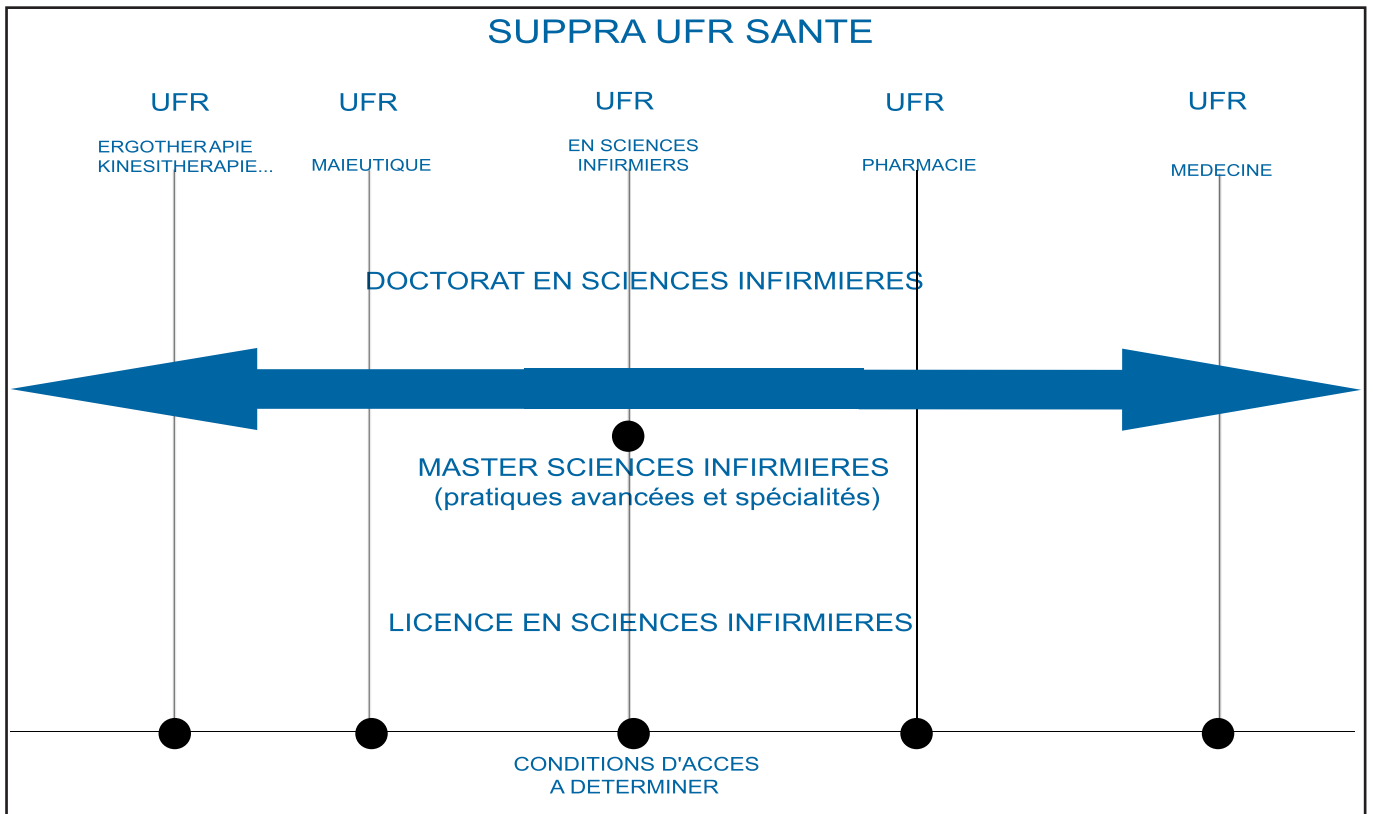 SUPPRA UFR SANTE
UFR
ERGOTHERAPIE
KINESITHERAPIE...
UFR
MAIEUTIQUE
UFR
EN SCIENCES
INFIRMIERS
UFR
PHARMACIE
UFR
MEDECINE
DOCTORAT EN SCIENCES INFIRMIERES
MASTER SCIENCES INFIRMIERES
(pratiques avancées et spécialités)
LICENCE EN SCIENCES INFIRMIERES
CONDITIONS D'ACCES
A DETERMINER